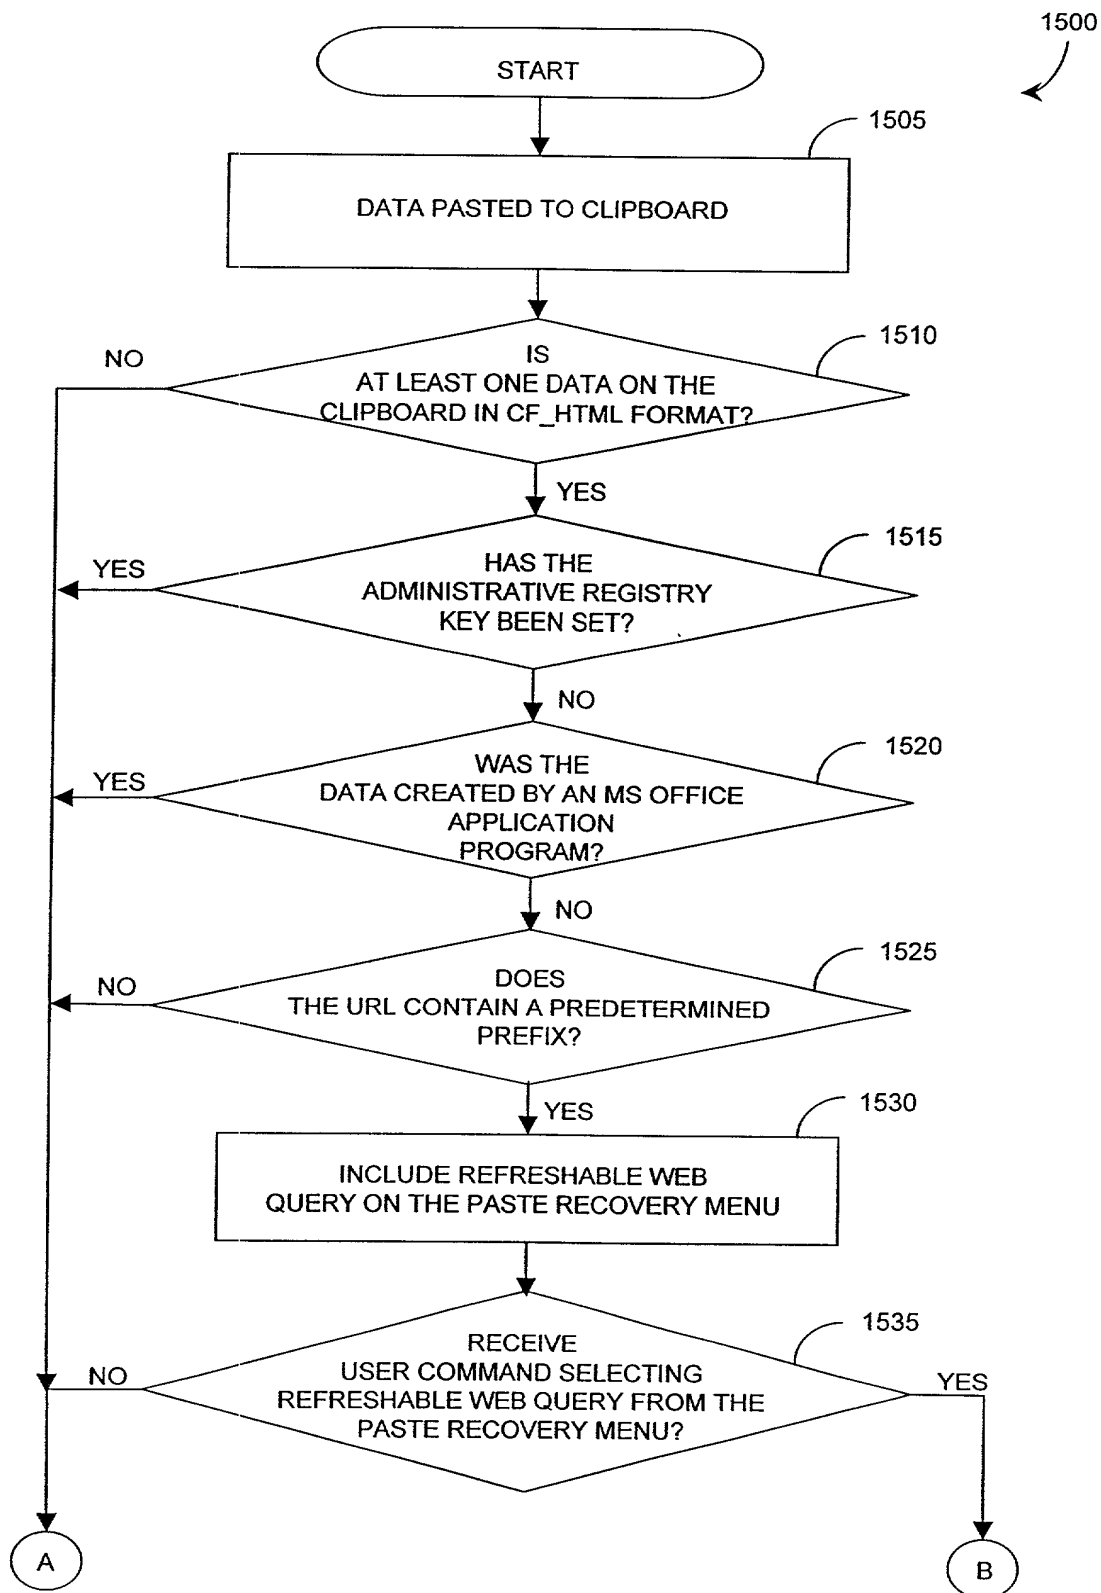 1500
START
1505
DATA PASTED TO CLIPBOARD
1510
NO
IS
AT LEAST ONE DATA ON THE
CLIPBOARD IN CF_HTML FORMAT?
YES
1515
YES
HAS THE
ADMINISTRATIVE REGISTRY
KEY BEEN SET?
NO
1520
YES
WAS THE
DATA CREATED BY AN MS OFFICE
APPLICATION
PROGRAM?
NO
1525
NO
DOES
THE URL CONTAIN A PREDETERMINED
PREFIX?
YES
1530
INCLUDE REFRESHABLE WEB
QUERY ON THE PASTE RECOVERY MENU
1535
NO
RECEIVE
USER COMMAND SELECTING
REFRESHABLE WEB QUERY FROM THE
PASTE RECOVERY MENU?
YES
A
B